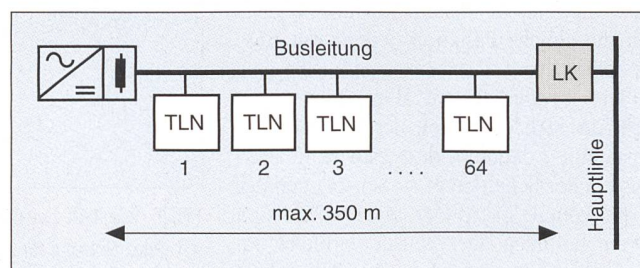 Busleitung
LK
TLN TLN TLN TLN
1 2 3 .... 64
max. 350 m
Hauptlinie